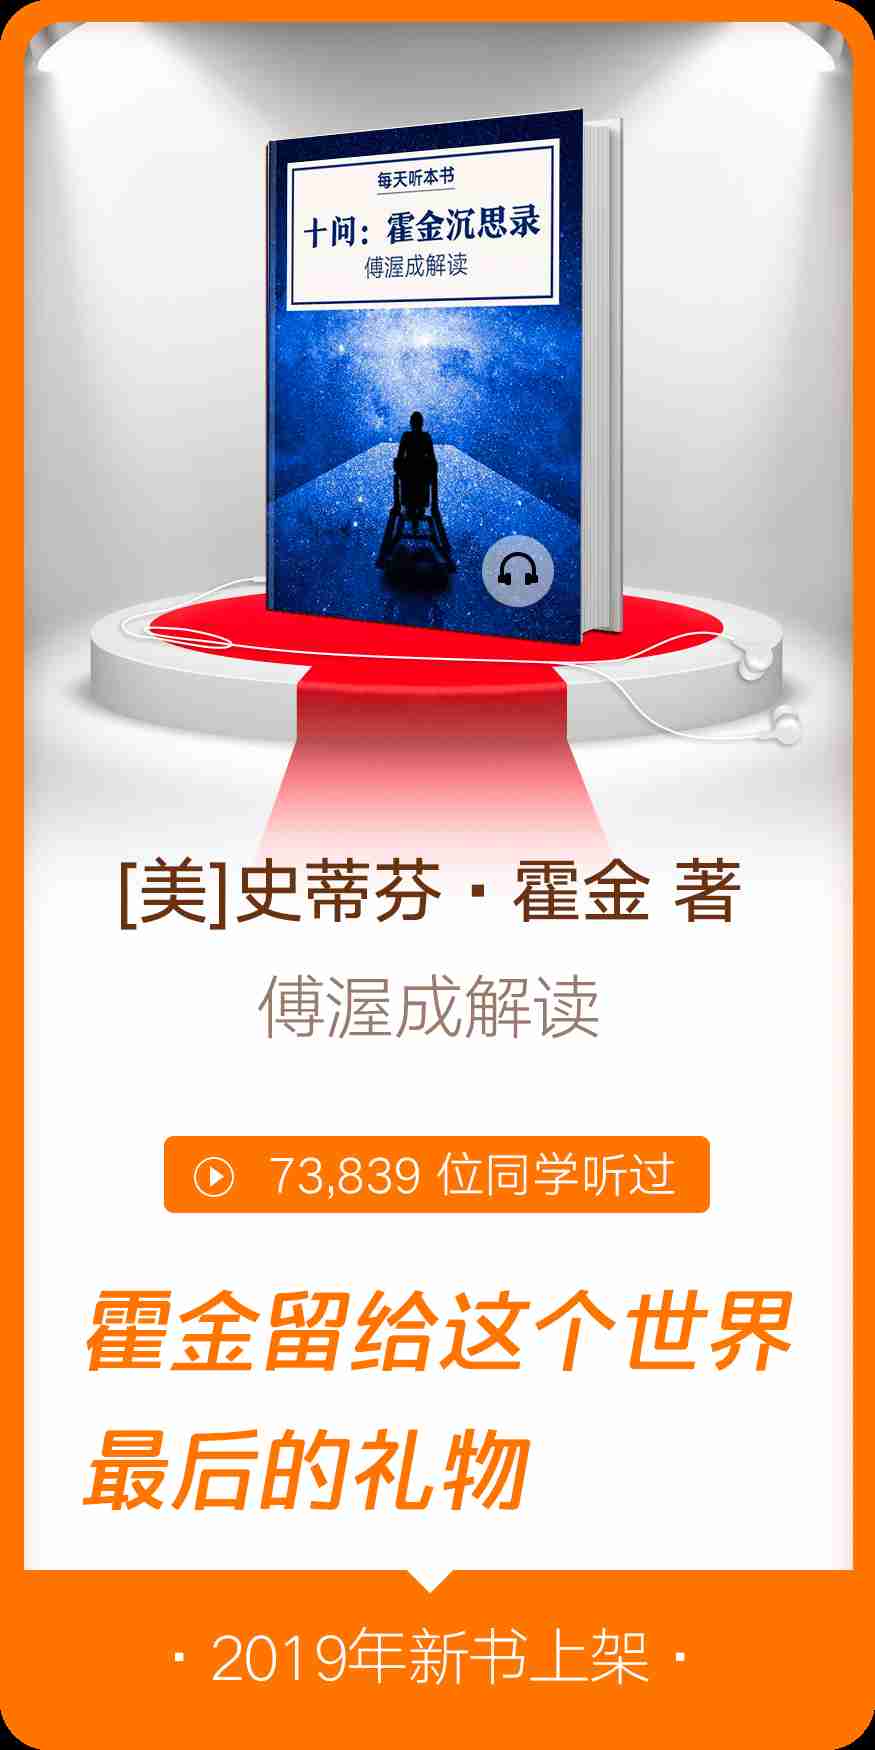 每天听本书
十问：霍金沉思录
傅渥成解读
[美]史蒂芬·霍金 著
傅渥成解读
73,839 位同学听过
霍金留给这个世界
最后的礼物
·2019年新书上架·